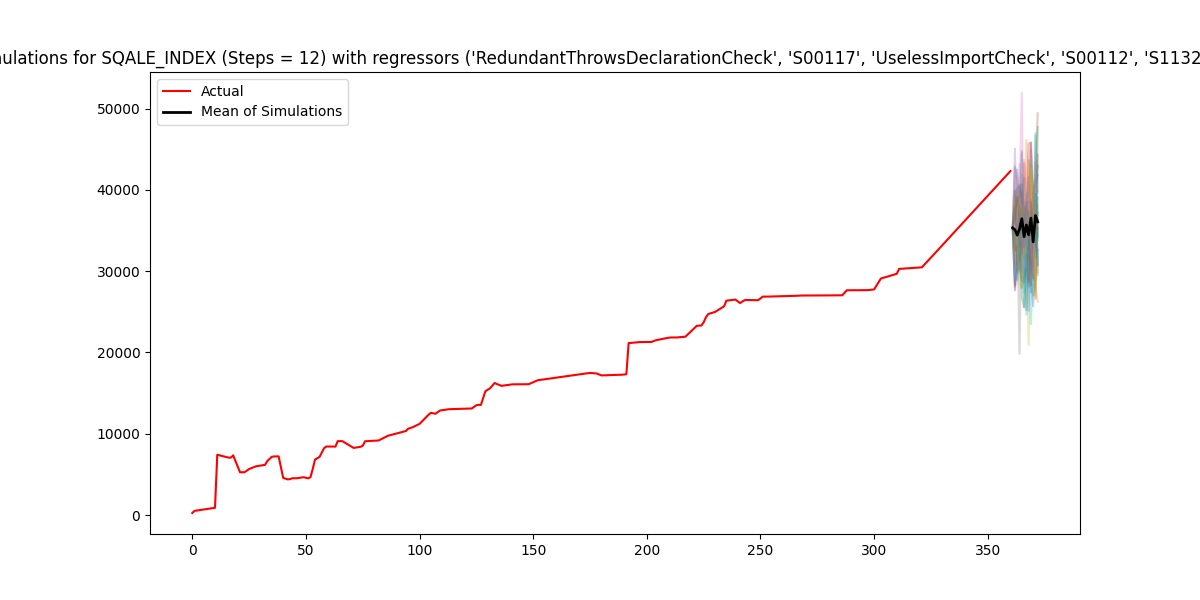 ulations for SQALE_INDEX (Steps = 12) with regressors ('RedundantThrowsDeclarationCheck', 'S00117', 'UselessImportCheck', 'S00112', 'S1132
Actual
Mean of Simulations
50000
40000
30000
20000
10000
0
0 50 100 150 200 250 300 350